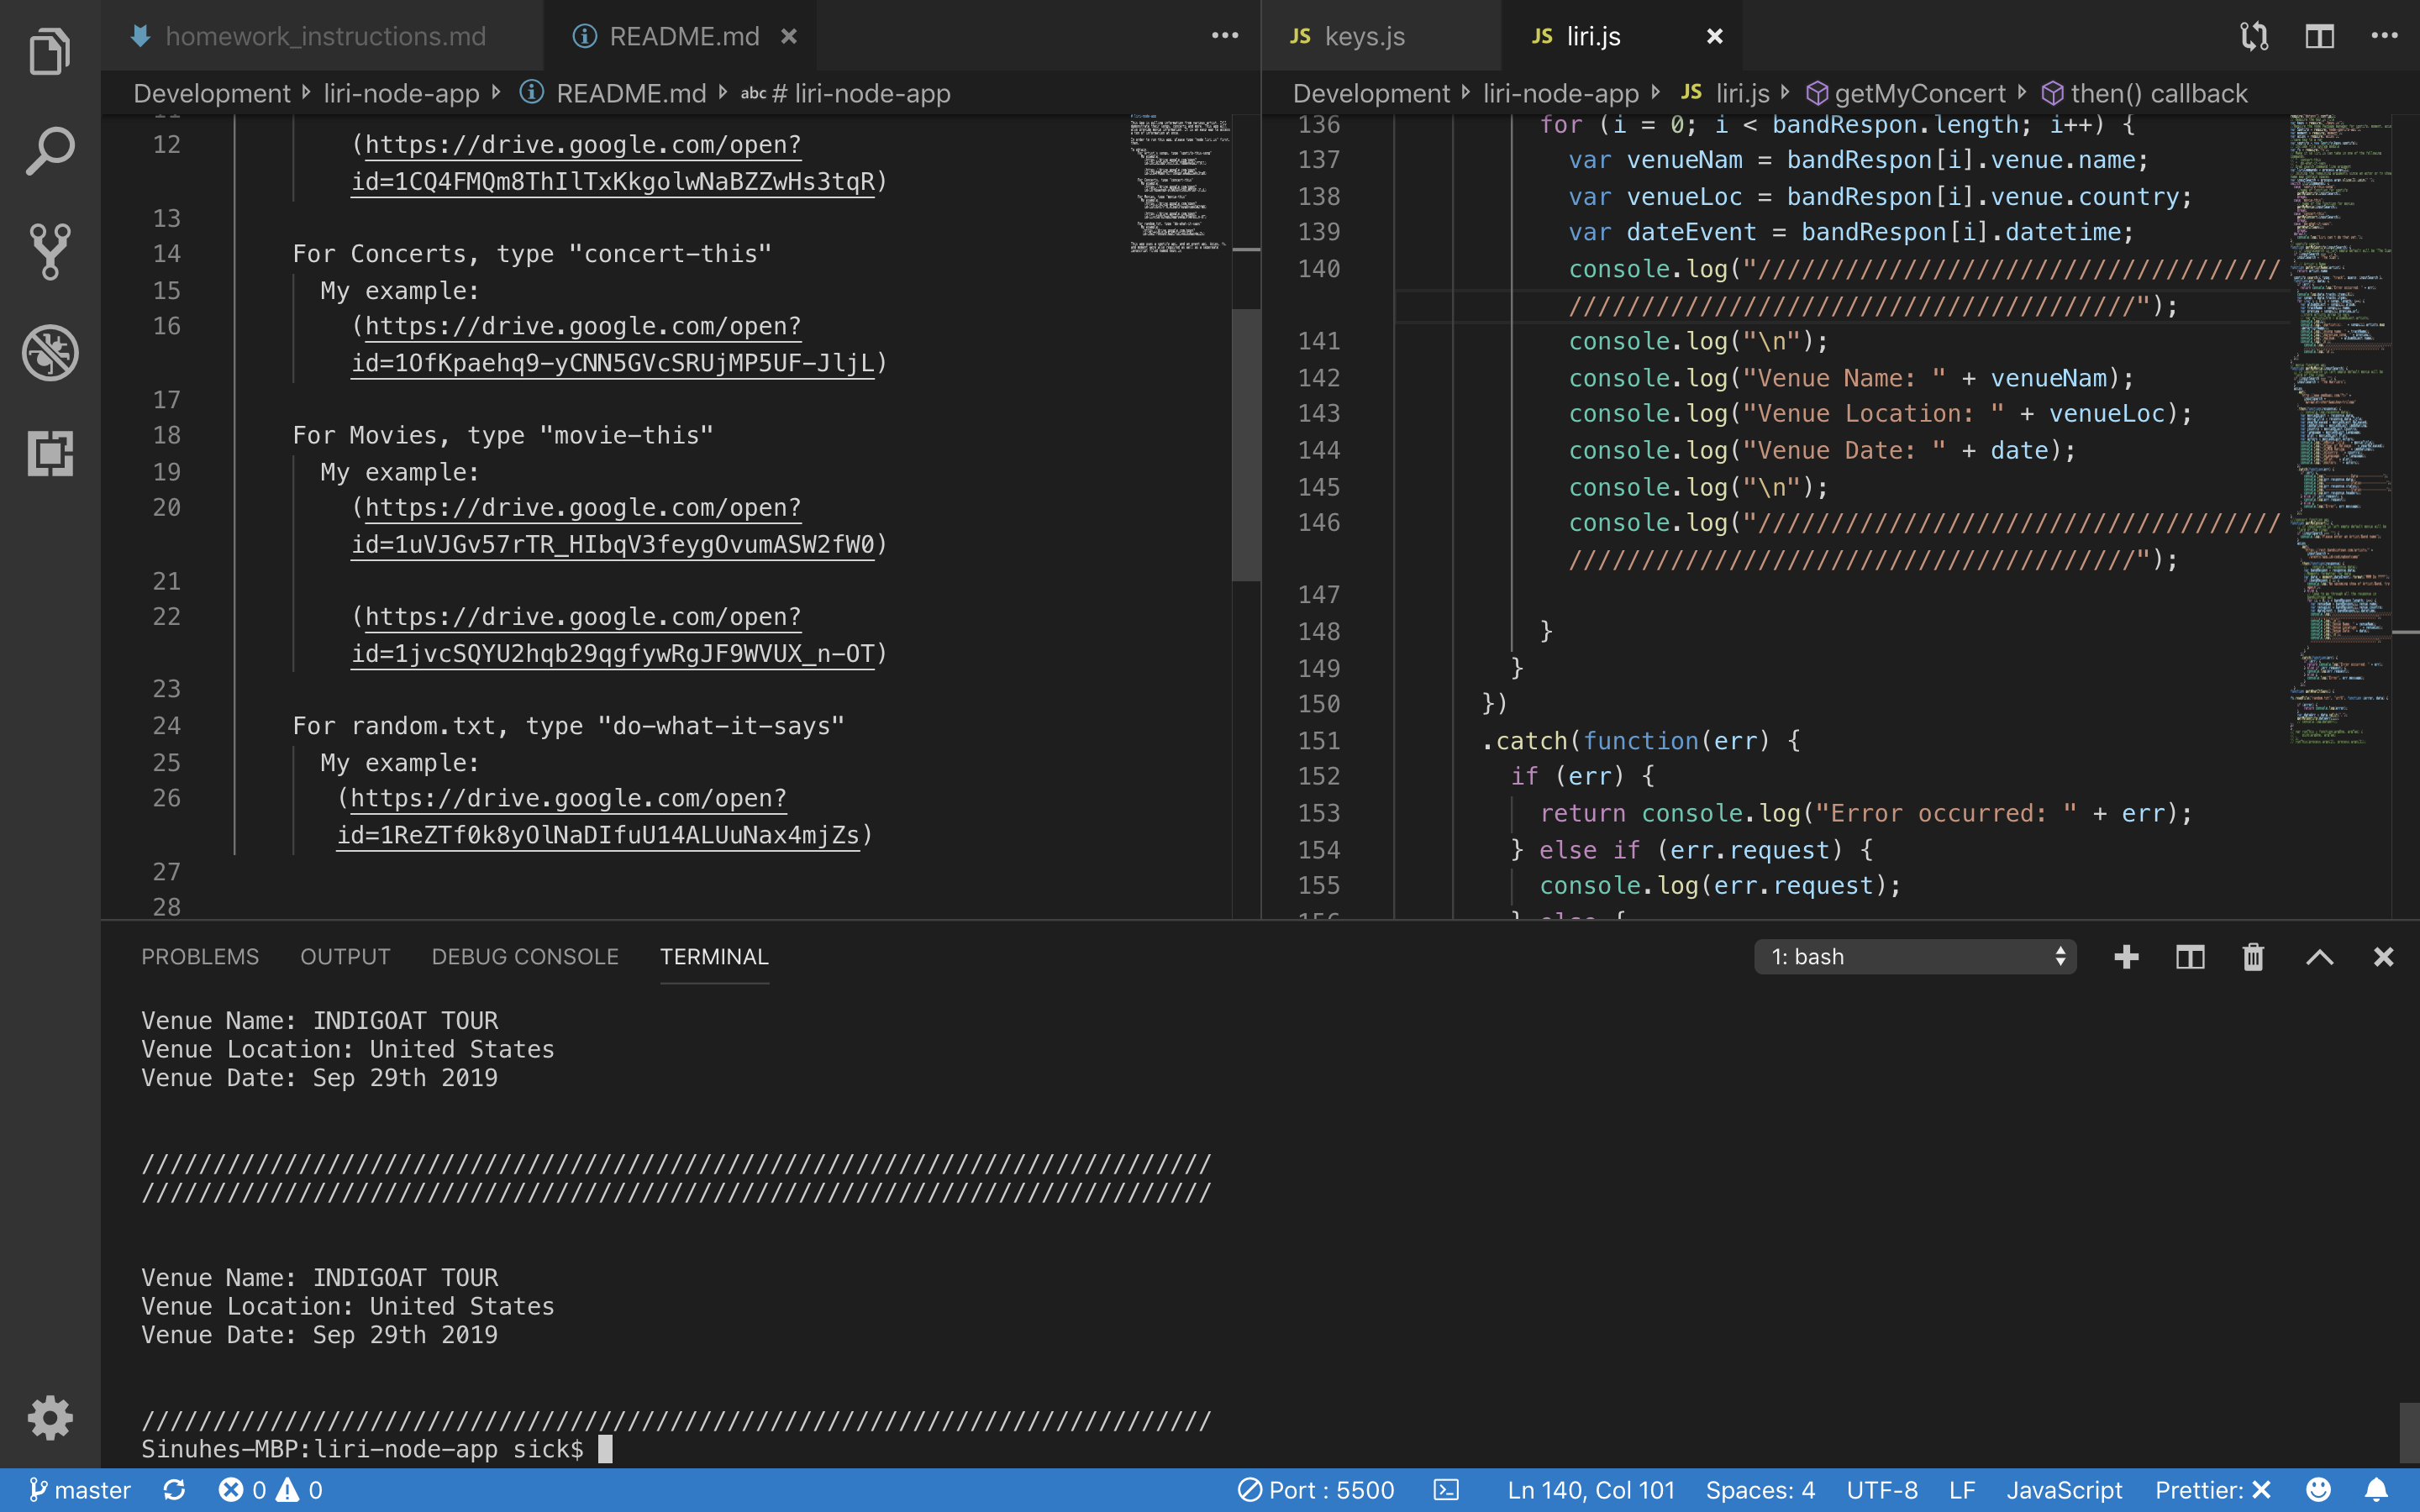 homework_instructions.md
README.md
Development liri-node-app README.md abc # liri-node-app
12 (https://drive.google.com/open?
id=1CQ4FMQm8ThIlTxKkgolwNaBZZwHs3tqR)
13
14 For Concerts, type "concert-this"
15 My example:
16 (https://drive.google.com/open?
id=1OfKpaehq9-yCNN5GVcSRUjMP5UF-JljL)
17
18 For Movies, type "movie-this"
19 My example:
20 (https://drive.google.com/open?
id=1uVJGv57rTR_HIbqV3feygOvumASW2fW0)
21
22 (https://drive.google.com/open?
id=1jvcSQYU2hqb29qgfywRgJF9WVUX_n-OT)
23
24 For random.txt, type "do-what-it-says"
25 My example:
26 (https://drive.google.com/open?
id=1ReZTf0k8yOlNaDIfuU14ALUuNax4mjZs)
27
28
JS keys.js
JS liri.js
Development liri-node-app JS liri.js getMyConcert then() callback
136 for (i = 0; i < bandRespon.length; i++) {
137 var venueNam = bandRespon[i].venue.name;
138 var venueLoc = bandRespon[i].venue.country;
139 var dateEvent = bandRespon[i].datetime;
140 console.log("////////////////////////////////////
///////////////////////////////////////");
141 console.log("\n");
142 console.log("Venue Name: " + venueNam);
143 console.log("Venue Location: " + venueLoc);
144 console.log("Venue Date: " + date);
145 console.log("\n");
146 console.log("////////////////////////////////////
///////////////////////////////////////");
147
148 }
149 }
150 })
151 .catch(function(err) {
152 if (err) {
153 return console.log("Error occurred: " + err);
154 } else if (err.request) {
155 console.log(err.request);
156 } else {
PROBLEMS OUTPUT DEBUG CONSOLE TERMINAL
1: bash
Venue Name: INDIGOAT TOUR
Venue Location: United States
Venue Date: Sep 29th 2019
///////////////////////////////////////////////////////////////////////////
///////////////////////////////////////////////////////////////////////////
Venue Name: INDIGOAT TOUR
Venue Location: United States
Venue Date: Sep 29th 2019
///////////////////////////////////////////////////////////////////////////
Sinuhes-MBP:liri-node-app sick$
master 0 0 Port : 5500 Ln 140, Col 101 Spaces: 4 UTF-8 LF JavaScript Prettier: ✕